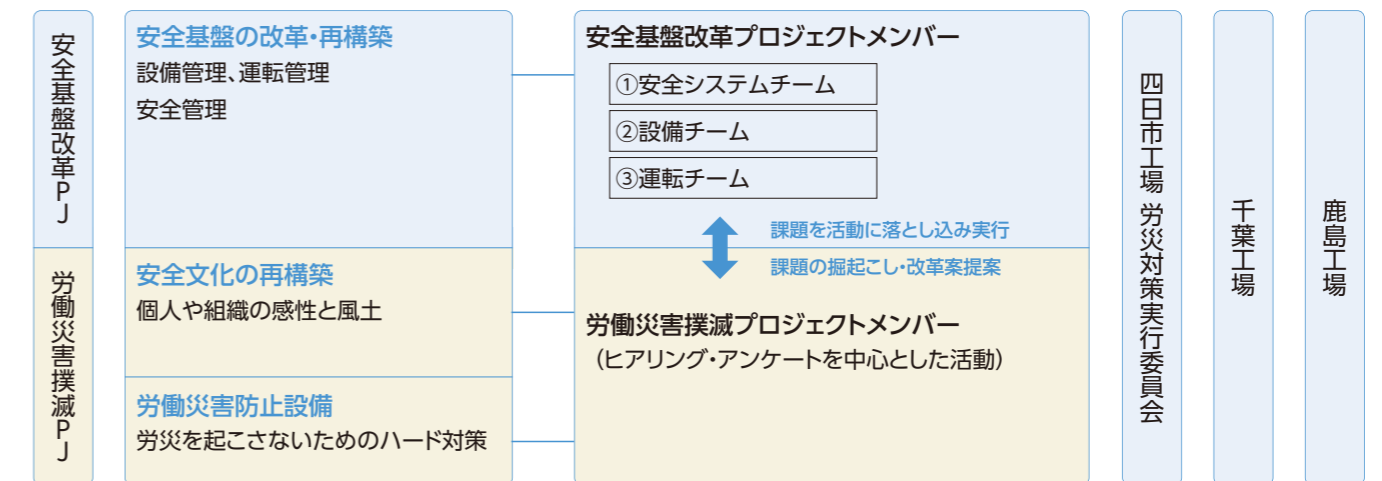 安全基盤改革PJ
安全基盤の改革・再構築
設備管理、運転管理
安全管理
安全基盤改革プロジェクトメンバー
①安全システムチーム
②設備チーム
③運転チーム
課題を活動に落とし込み実行
課題の掘起こし・改革案提案
労働災害撲滅PJ
安全文化の再構築
個人や組織の感性と風土
労働災害防止設備
労災を起こさないためのハード対策
労働災害撲滅プロジェクトメンバー
（ヒアリング・アンケートを中心とした活動）
四日市工場 労災対策実行委員会
千葉工場
鹿島工場